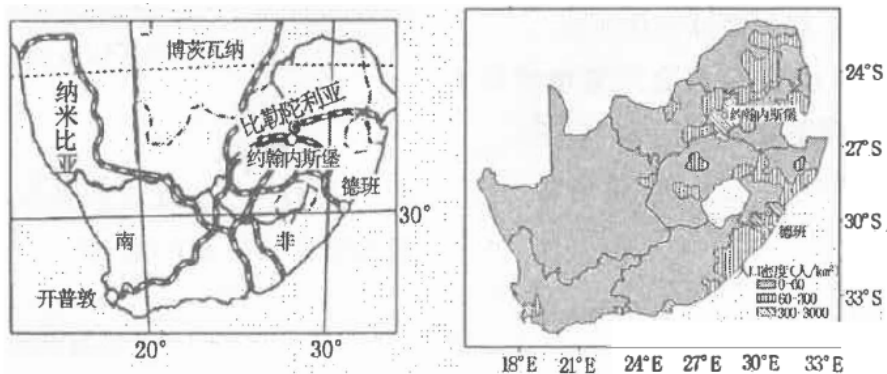 博茨瓦纳
纳米比亚
比勒陀利亚
约翰内斯堡
德班
30°
南
非
开普敦
20°
30°
24°S
约翰内斯堡
27°S
30°S
德班
人口密度(人/km²)
0-60
60-300
300-3000
33°S
18°E
21°E
24°E
27°E
30°E
33°E